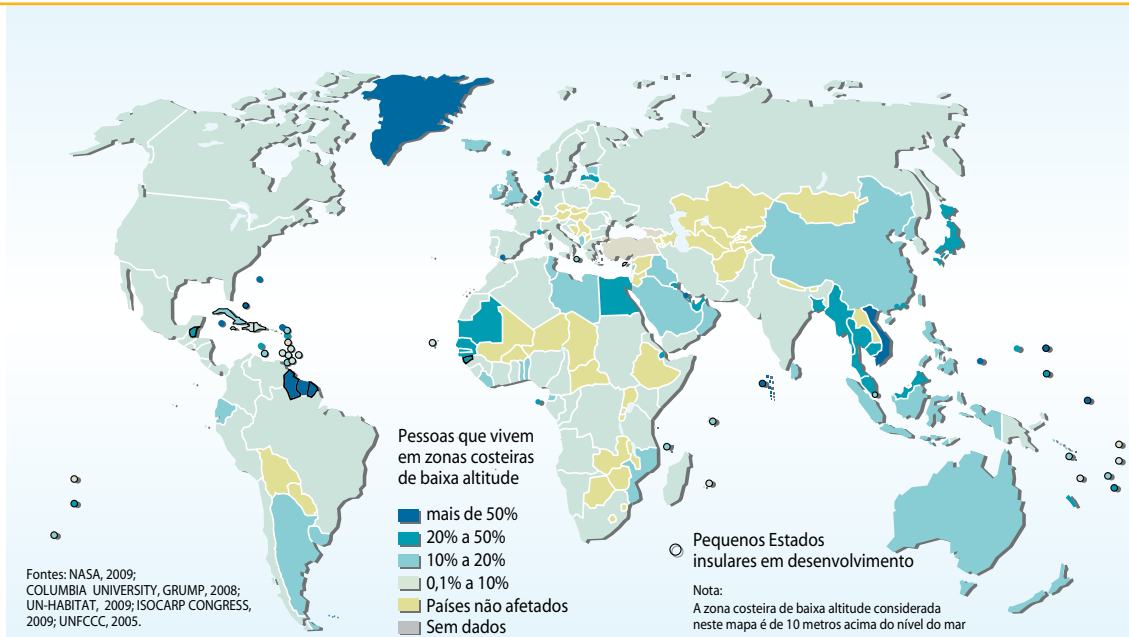 Pessoas que vivem
em zonas costeiras
de baixa altitude
mais de 50%
20% a 50%
10% a 20%
0,1% a 10%
Países não afetados
Sem dados
Pequenos Estados
insulares em desenvolvimento
Nota:
A zona costeira de baixa altitude considerada
neste mapa é de 10 metros acima do nível do mar
Fontes: NASA, 2009;
COLUMBIA UNIVERSITY, GRUMP, 2008;
UN-HABITAT, 2009; ISOCARP CONGRESS,
2009; UNFCCC, 2005.